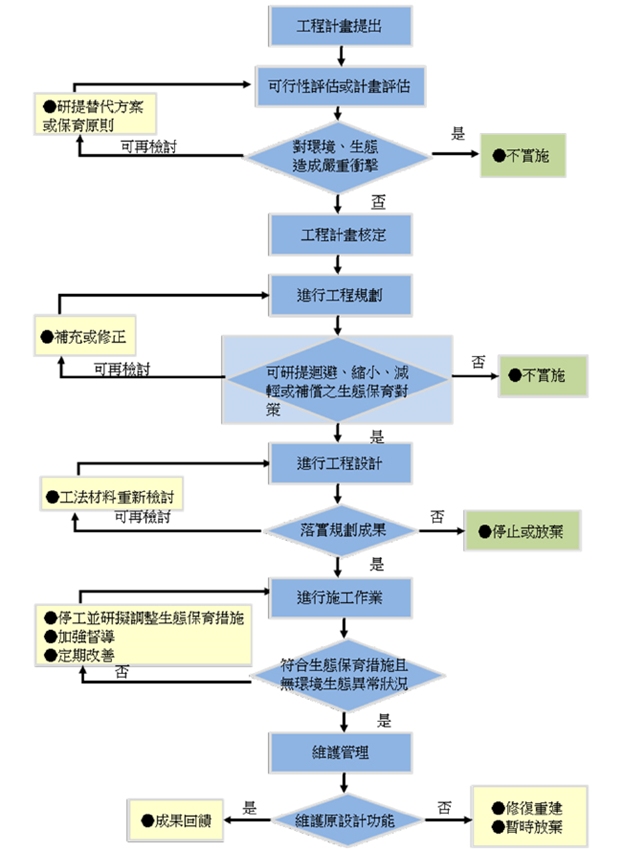 工程計畫提出
可行性評估或計畫評估
●研提替代方案
或保育原則
可再檢討
對環境、生態
造成嚴重衝擊
是
●不實施
否
工程計畫核定
進行工程規劃
●補充或修正
可再檢討
可研提迴避、縮小、減
輕或補償之生態保育對
策
否
●不實施
是
進行工程設計
●工法材料重新檢討
可再檢討
落實規劃成果
否
●停止或放棄
是
進行施工作業
●停工並研擬調整生態保育措施
●加強督導
●定期改善
否
符合生態保育措施且
無環境生態異常狀況
是
維護管理
●成果回饋
是
維護原設計功能
否
●修復重建
●暫時放棄